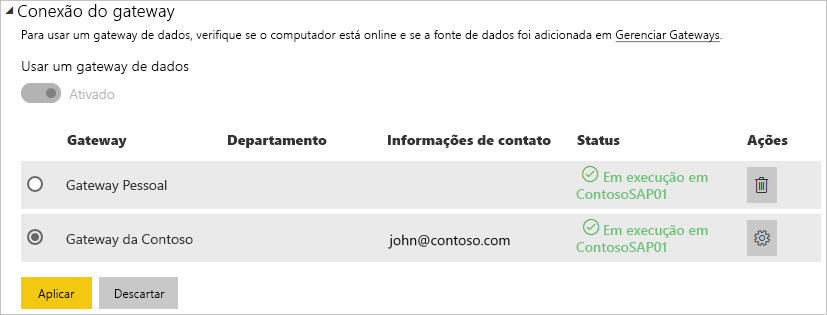 Conexão do gateway
Para usar um gateway de dados, verifique se o computador está online e se a fonte de dados foi adicionada em Gerenciar Gateways.
Usar um gateway de dados
Ativado
Gateway Departamento Informações de contato Status Ações
Gateway Pessoal Em execução em
ContosoSAP01
Gateway da Contoso john@contoso.com Em execução em
ContosoSAP01
Aplicar Descartar